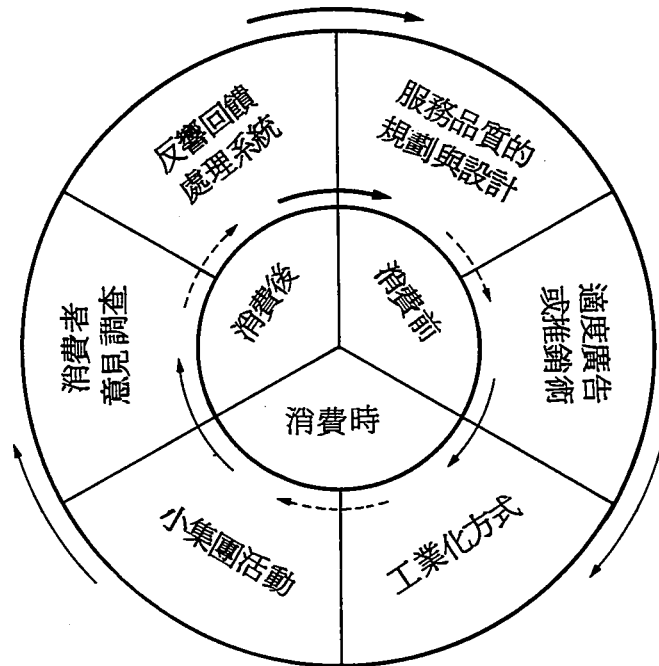 反響回饋
處理系統
服務品質的
規劃與設計
消費者
意見調查
消費後
消費前
適度廣告
或推銷術
消費時
小集團活動
工業化方式